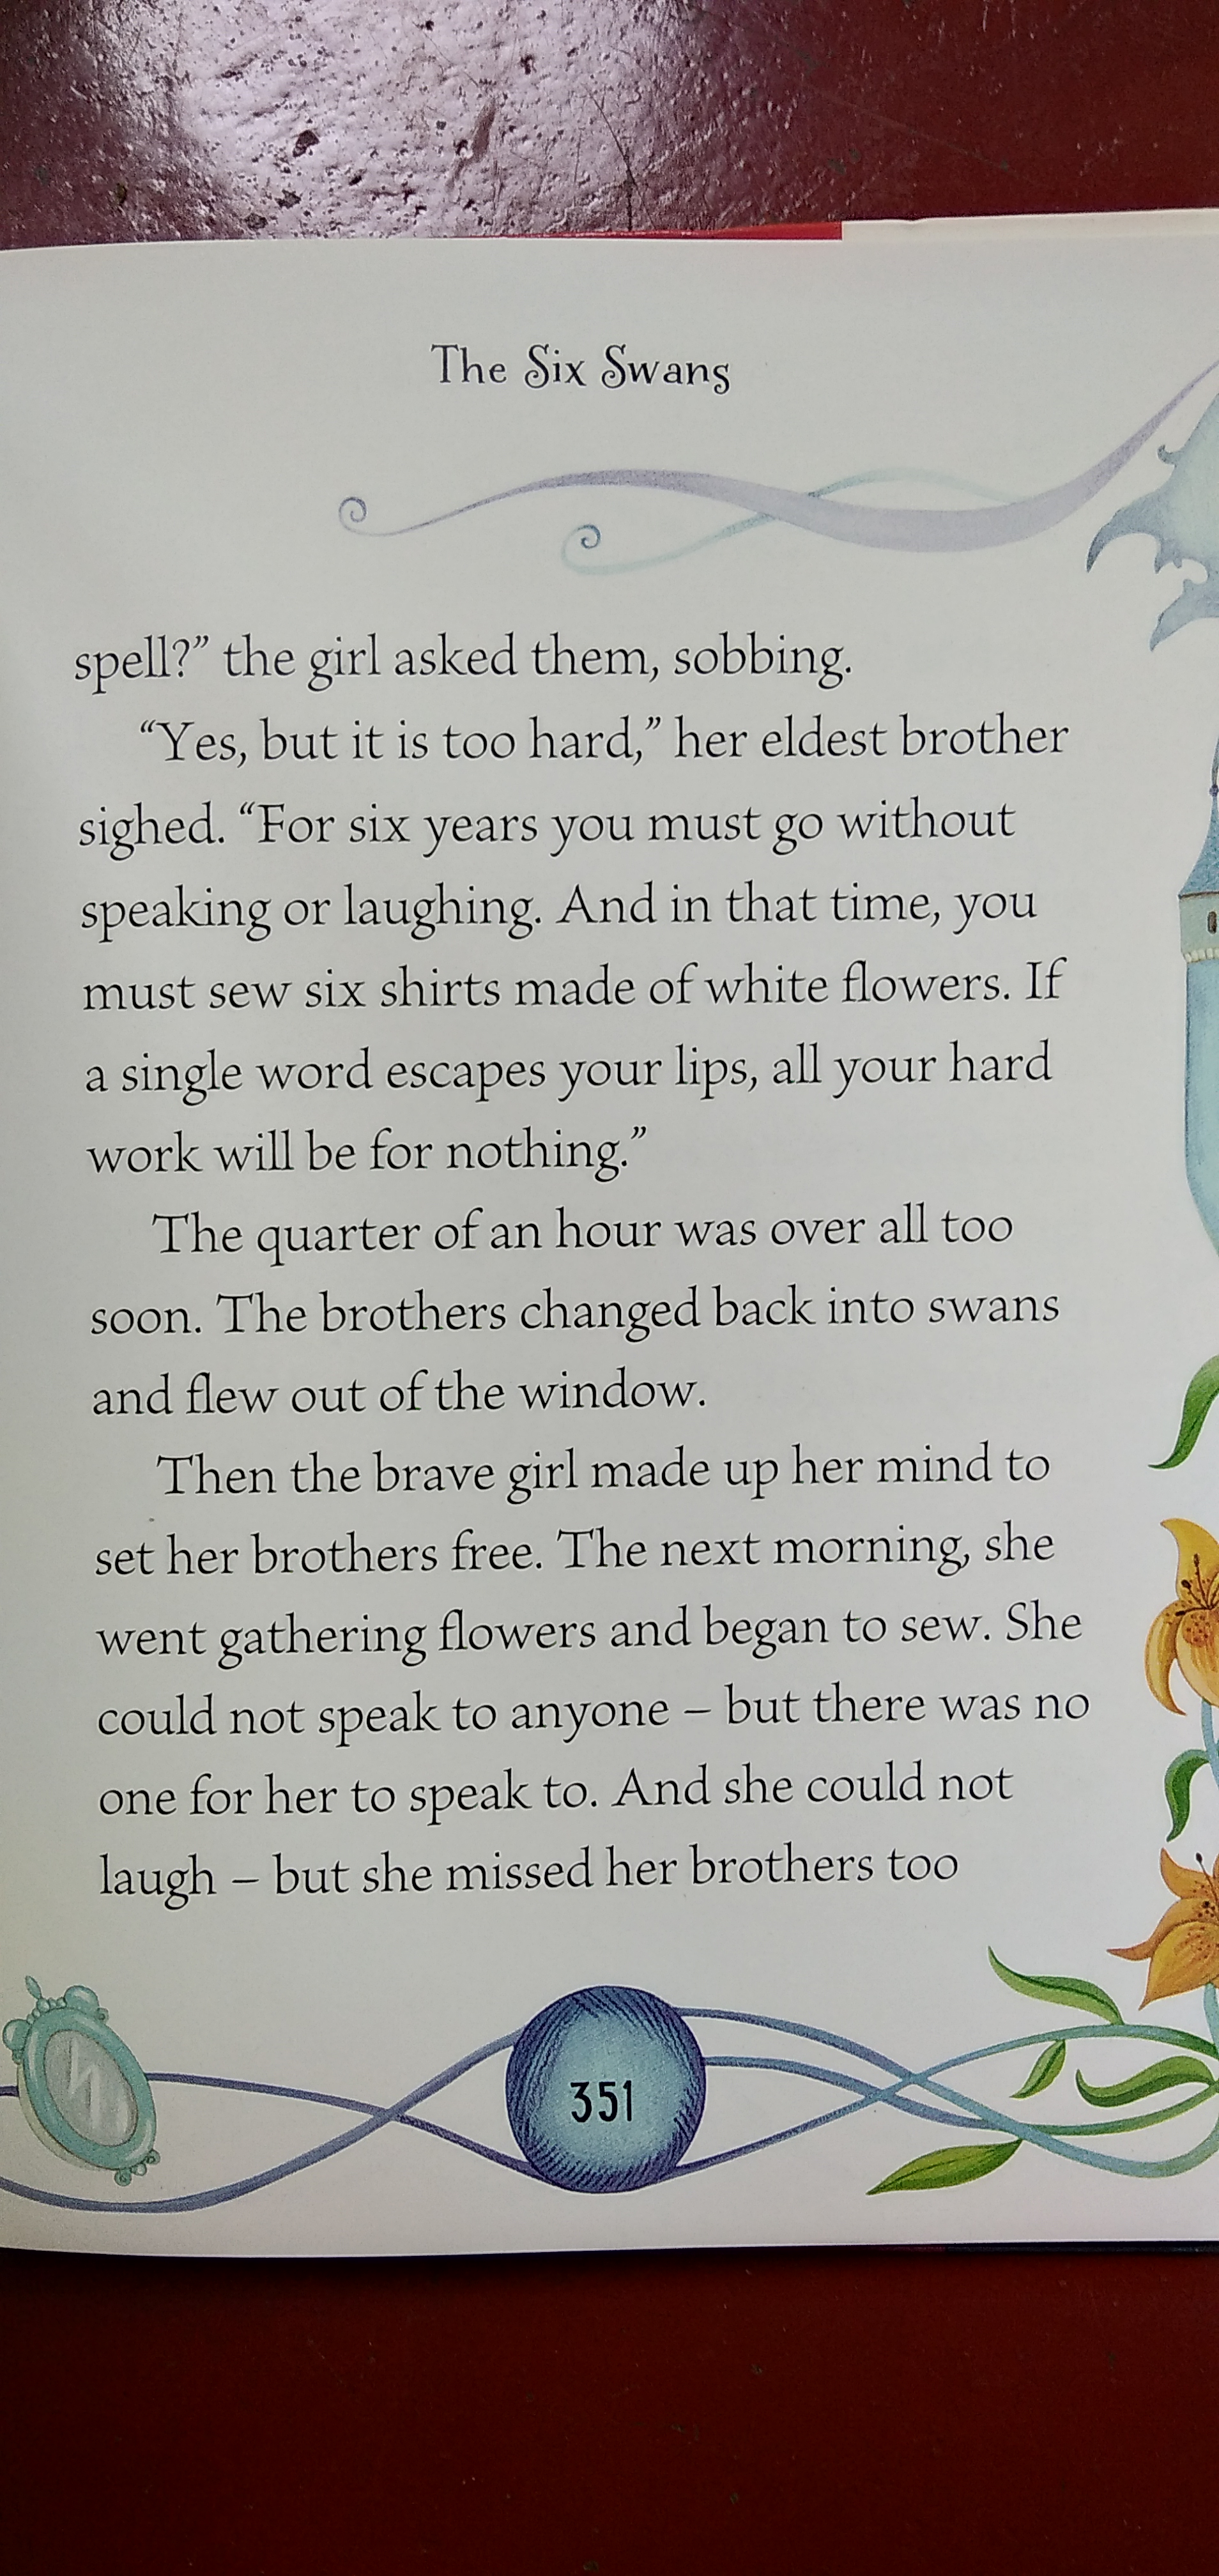 The Six Swans
spell?” the girl asked them, sobbing.
“Yes, but it is too hard,” her eldest brother
sighed. “For six years you must go without
speaking or laughing. And in that time, you
must sew six shirts made of white flowers. If
a single word escapes your lips, all your hard
work will be for nothing.”
The quarter of an hour was over all too
soon. The brothers changed back into swans
and flew out of the window.
Then the brave girl made up her mind to
set her brothers free. The next morning, she
went gathering flowers and began to sew. She
could not speak to anyone – but there was no
one for her to speak to. And she could not
laugh – but she missed her brothers too
351